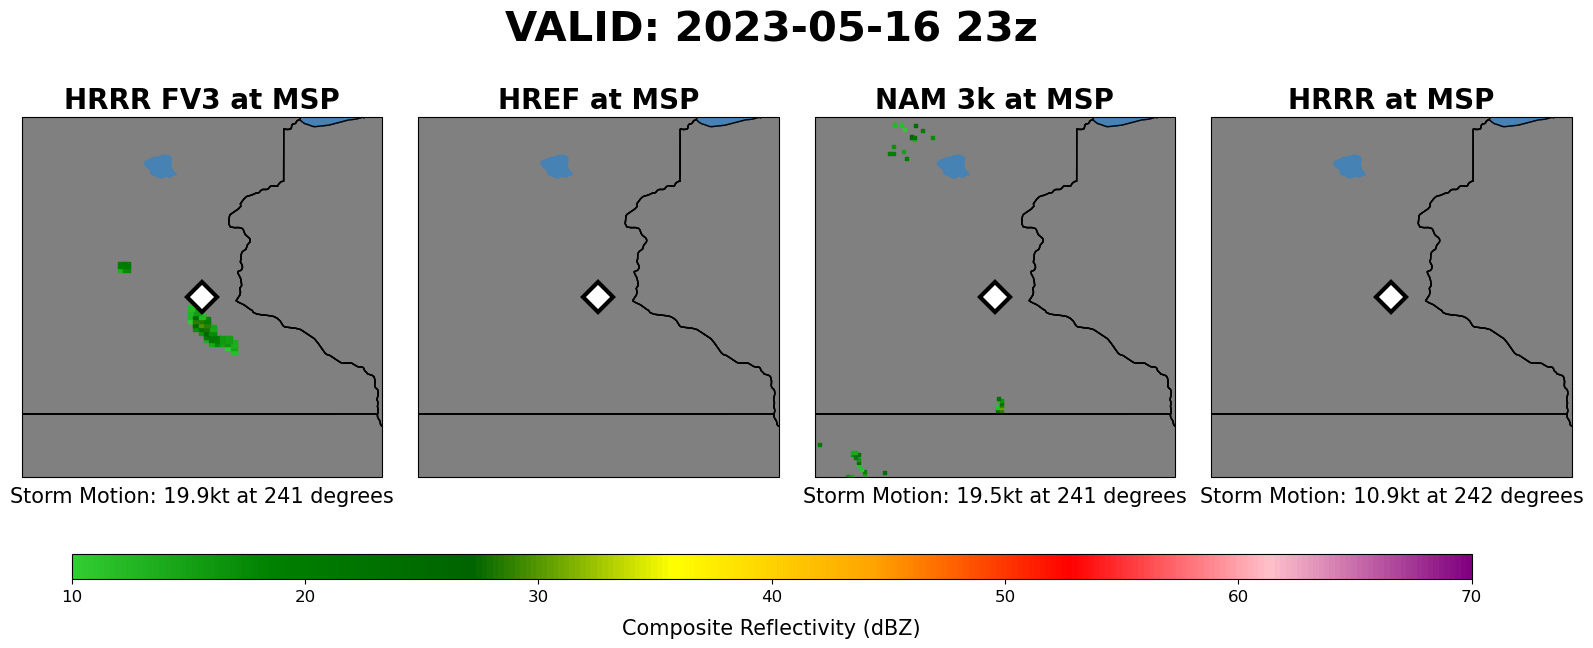 VALID: 2023-05-16 23z
HRRR FV3 at MSP
HREF at MSP
NAM 3k at MSP
HRRR at MSP
Storm Motion: 19.9kt at 241 degrees
Storm Motion: 19.5kt at 241 degrees
Storm Motion: 10.9kt at 242 degrees
10 20 30 40 50 60 70
Composite Reflectivity (dBZ)